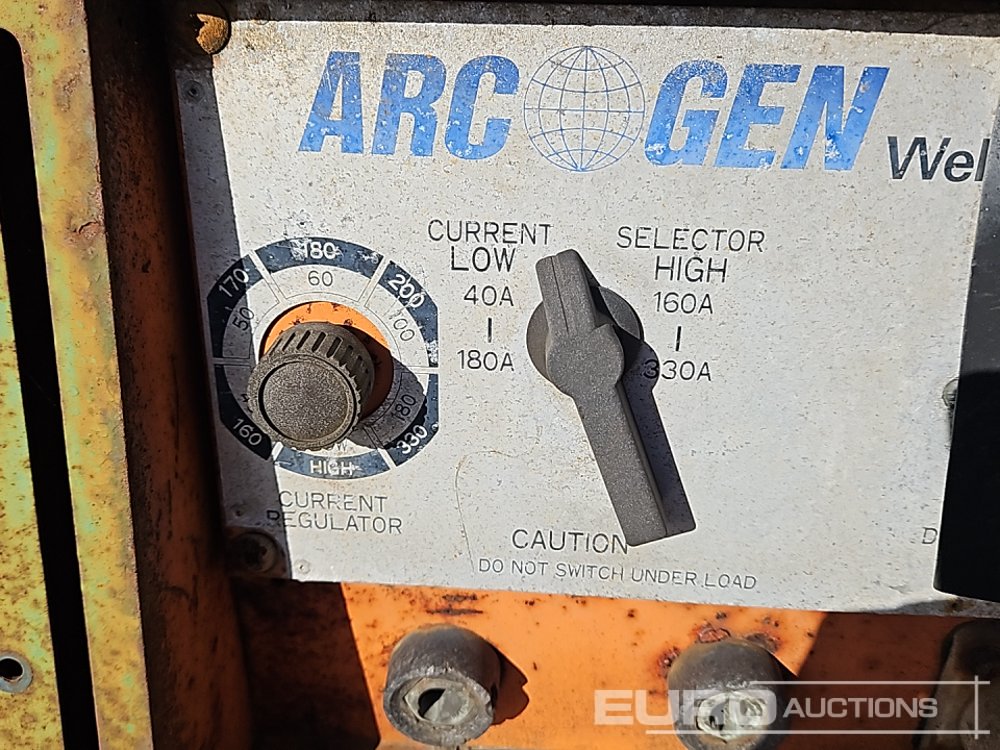 ARC GEN
Wel
CURRENT SELECTOR
LOW HIGH
40A 160A
180A 330A
170 180 200
50 60 100
160 180 330
HIGH
CURRENT
REGULATOR
CAUTION
DO NOT SWITCH UNDER LOAD
D
EURO AUCTIONS